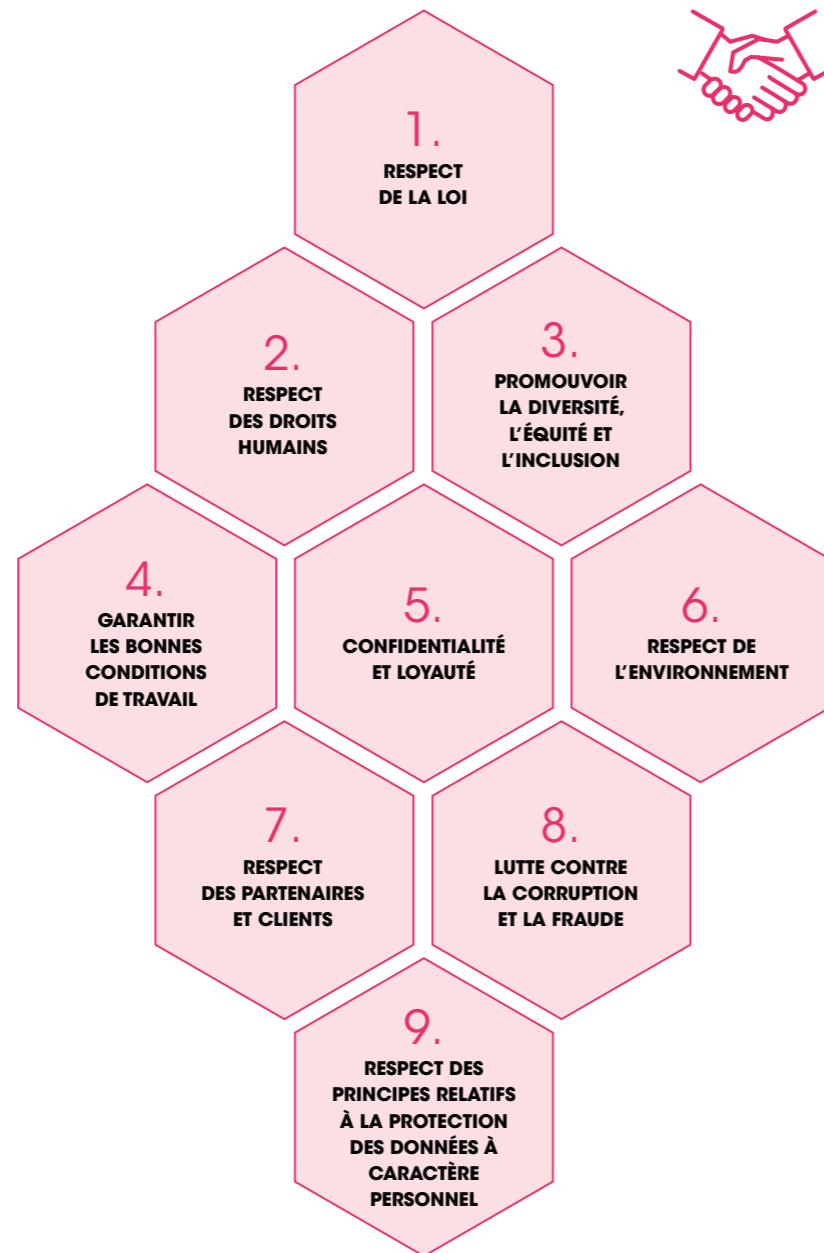 1.
RESPECT
DE LA LOI
2.
RESPECT
DES DROITS
HUMAINS
3.
PROMOUVOIR
LA DIVERSITÉ,
L'ÉQUITÉ ET
L'INCLUSION
4.
GARANTIR
LES BONNES
CONDITIONS
DE TRAVAIL
5.
CONFIDENTIALITÉ
ET LOYAUTÉ
6.
RESPECT DE
L'ENVIRONNEMENT
7.
RESPECT
DES PARTENAIRES
ET CLIENTS
8.
LUTTE CONTRE
LA CORRUPTION
ET LA FRAUDE
9.
RESPECT DES
PRINCIPES RELATIFS
À LA PROTECTION
DES DONNÉES À
CARACTÈRE
PERSONNEL